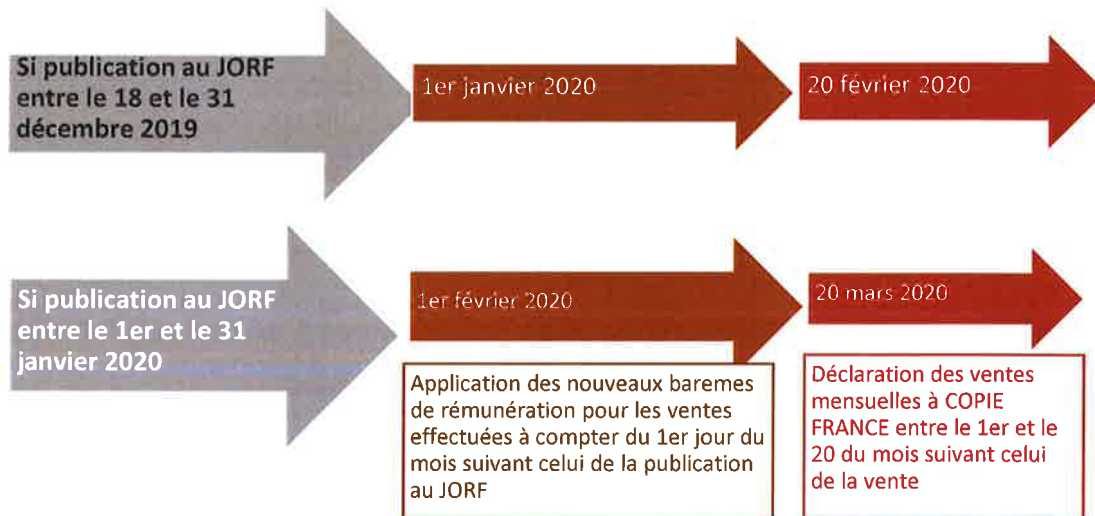 Si publication au JORF
entre le 18 et le 31
décembre 2019
1er janvier 2020
20 février 2020
Si publication au JORF
entre le 1er et le 31
janvier 2020
1er février 2020
20 mars 2020
Application des nouveaux baremes
de rémunération pour les ventes
effectuées à compter du 1er jour du
mois suivant celui de la publication
au JORF
Déclaration des ventes
mensuelles à COPIE
FRANCE entre le 1er et le
20 du mois suivant celui
de la vente